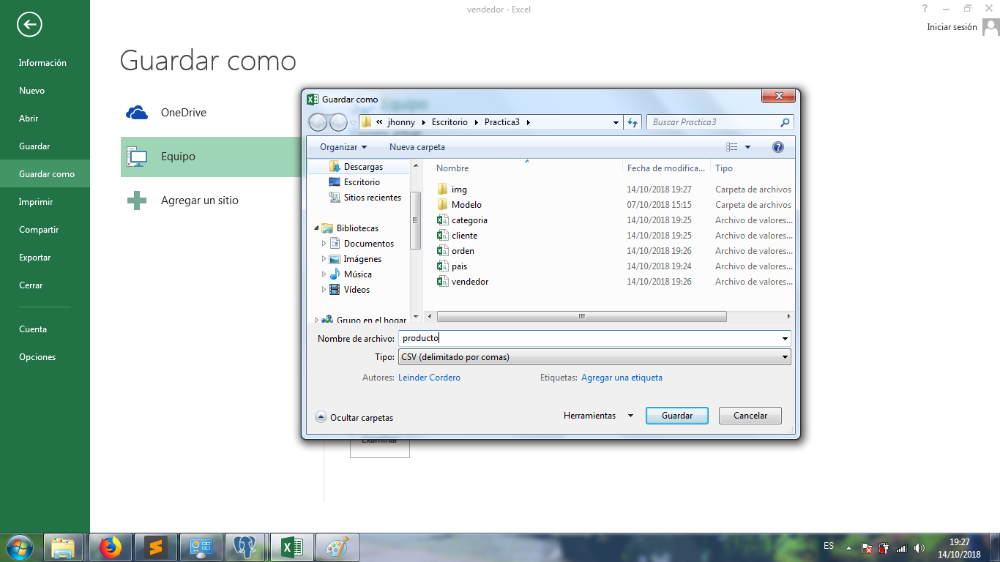 vendedor - Excel
Iniciar sesión
Información
Nuevo
Abrir
Guardar
Guardar como
Imprimir
Compartir
Exportar
Cerrar
Cuenta
Opciones
Guardar como
OneDrive
Equipo
Agregar un sitio
Equipo
Guardar como
« jhonny Escritorio Practica3
Buscar Practica3
Organizar Nueva carpeta
Descargas
Escritorio
Sitios recientes
Bibliotecas
Documentos
Imágenes
Música
Vídeos
Grupo en el hogar
Nombre Fecha de modifica... Tipo
img 14/10/2018 19:27 Carpeta de archivos
Modelo 07/10/2018 15:15 Carpeta de archivos
categoria 14/10/2018 19:25 Archivo de valores...
cliente 14/10/2018 19:25 Archivo de valores...
orden 14/10/2018 19:26 Archivo de valores...
pais 14/10/2018 19:24 Archivo de valores...
vendedor 14/10/2018 19:26 Archivo de valores...
Nombre de archivo: producto
Tipo: CSV (delimitado por comas)
Autores: Leinder Cordero Etiquetas: Agregar una etiqueta
Ocultar carpetas Herramientas Guardar Cancelar
Examinar
ES 19:27
14/10/2018